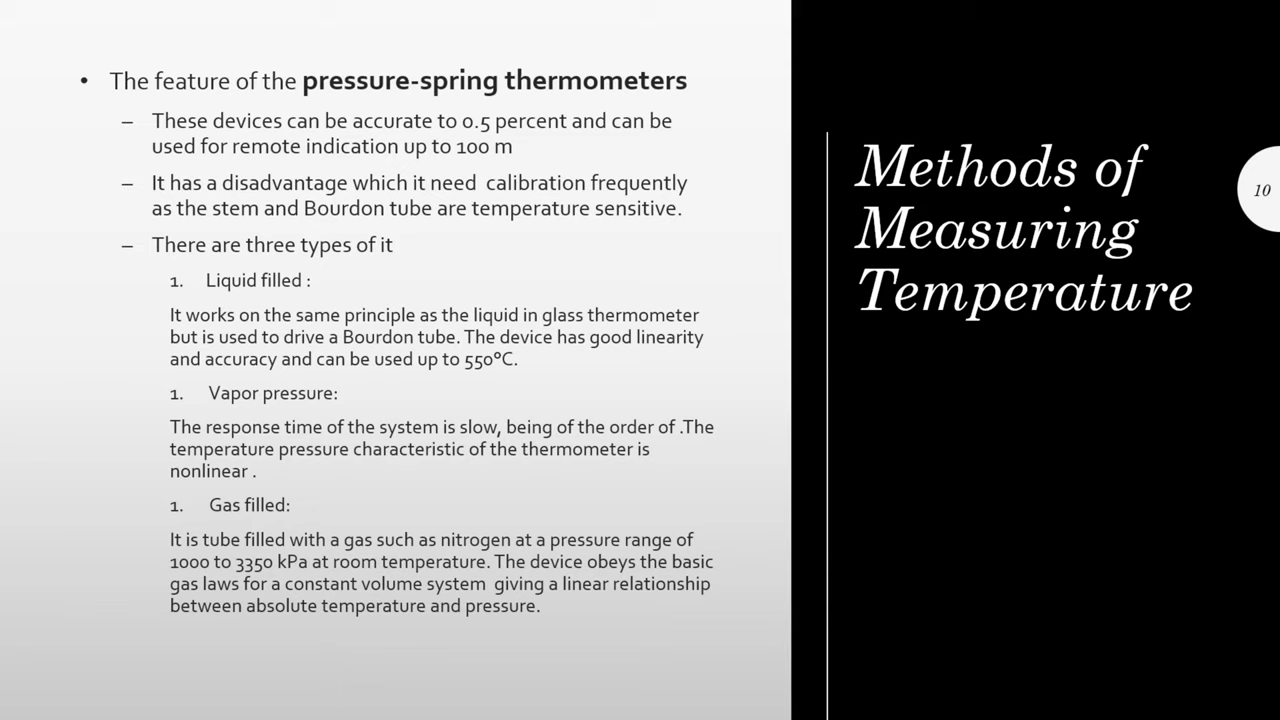 • The feature of the pressure-spring thermometers
– These devices can be accurate to 0.5 percent and can be
used for remote indication up to 100 m
– It has a disadvantage which it need calibration frequently
as the stem and Bourdon tube are temperature sensitive.
– There are three types of it
1. Liquid filled :
It works on the same principle as the liquid in glass thermometer
but is used to drive a Bourdon tube. The device has good linearity
and accuracy and can be used up to 550°C.
1. Vapor pressure:
The response time of the system is slow, being of the order of .The
temperature pressure characteristic of the thermometer is
nonlinear .
1. Gas filled:
It is tube filled with a gas such as nitrogen at a pressure range of
1000 to 3350 kPa at room temperature. The device obeys the basic
gas laws for a constant volume system giving a linear relationship
between absolute temperature and pressure.
Methods of
Measuring
Temperature
10